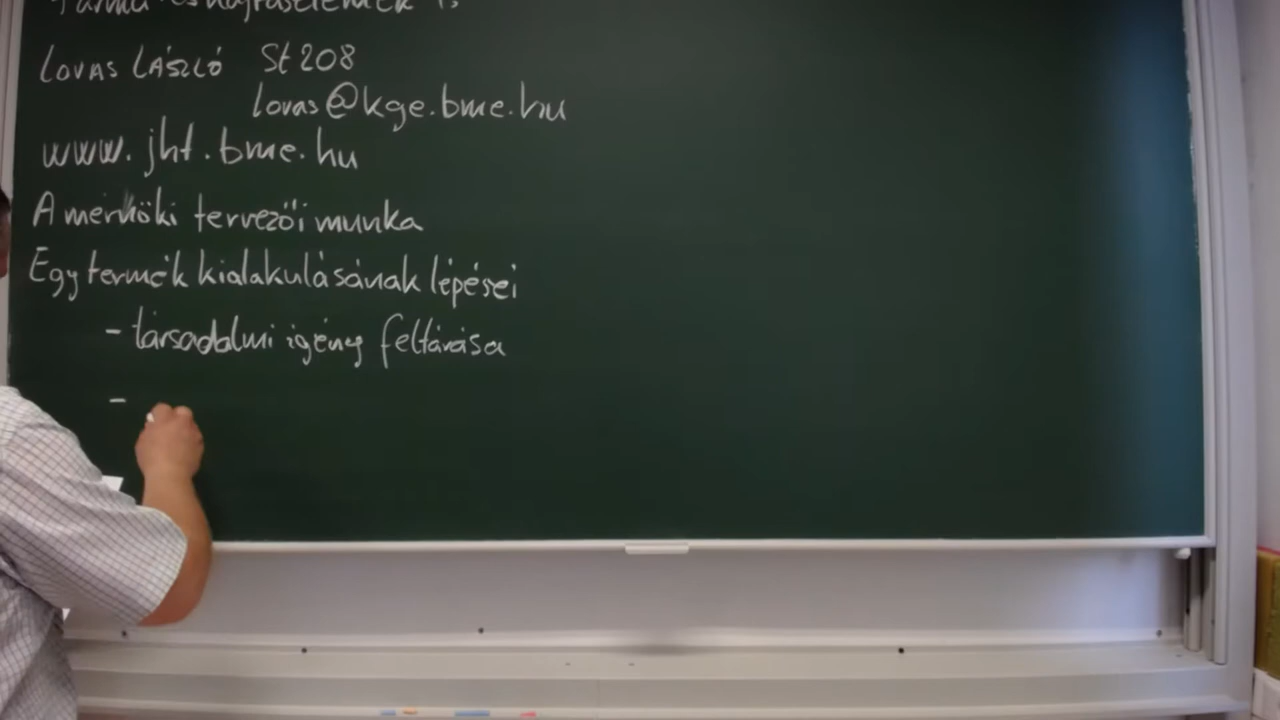 Lovas László St 208
lovas@kge.bme.hu
www.jht.bme.hu
A mérnöki tervezői munka
Egy termék kialakulásának lépései
- társadalmi igény feltárása
-